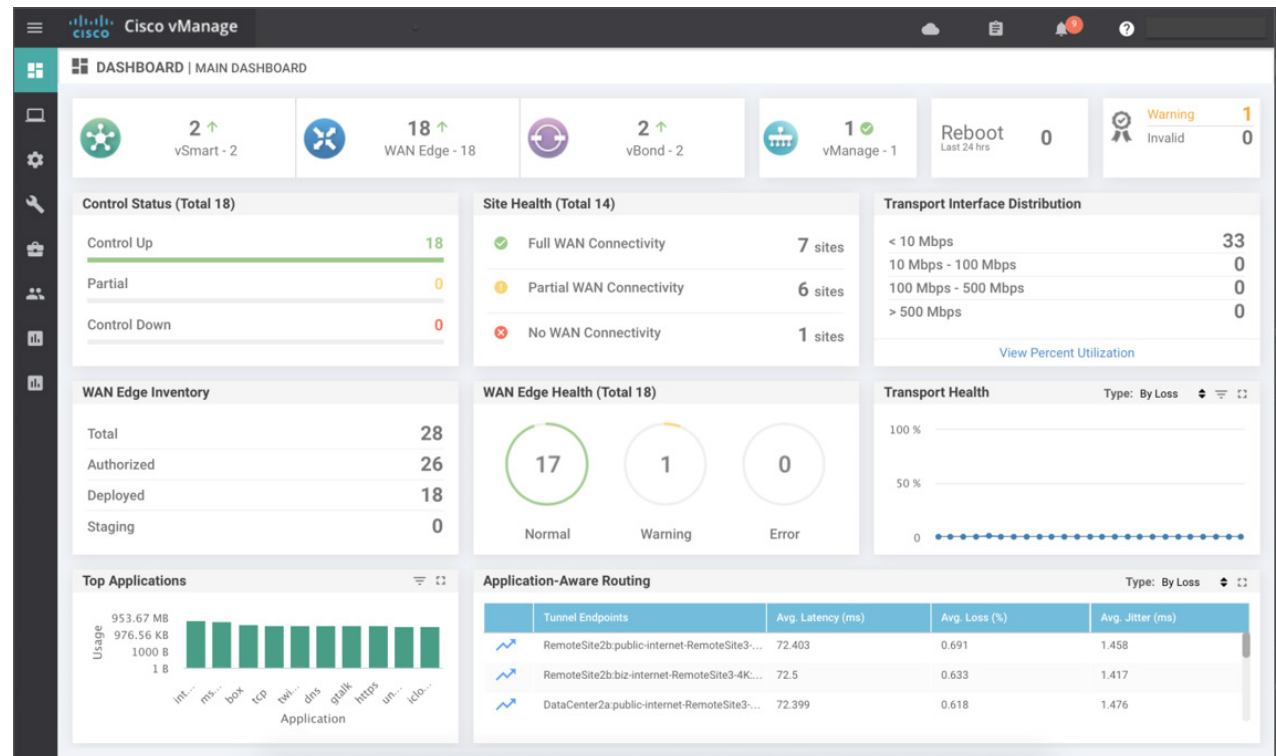 cisco Cisco vManage 9
DASHBOARD | MAIN DASHBOARD
2 vSmart - 2
18 WAN Edge - 18
2 vBond - 2
1 vManage - 1
Reboot Last 24 hrs 0
Warning 1
Invalid 0
Control Status (Total 18)
Control Up 18
Partial 0
Control Down 0
Site Health (Total 14)
Full WAN Connectivity 7 sites
Partial WAN Connectivity 6 sites
No WAN Connectivity 1 sites
Transport Interface Distribution
< 10 Mbps 33
10 Mbps - 100 Mbps 0
100 Mbps - 500 Mbps 0
> 500 Mbps 0
View Percent Utilization
WAN Edge Inventory
Total 28
Authorized 26
Deployed 18
Staging 0
WAN Edge Health (Total 18)
17 1 0
Normal Warning Error
Transport Health Type: By Loss
100 %
50 %
0
Top Applications
Usage
953.67 MB
976.56 KB
1000 B
1 B
int... ms... box tcp twi... dns gtalk https un... iclo...
Application
Application-Aware Routing Type: By Loss
Tunnel Endpoints Avg. Latency (ms) Avg. Loss (%) Avg. Jitter (ms)
RemoteSite2b:public-internet-RemoteSite3-... 72.403 0.691 1.458
RemoteSite2b:biz-internet-RemoteSite3-4K:... 72.5 0.633 1.417
DataCenter2a:public-internet-RemoteSite3-... 72.399 0.618 1.476